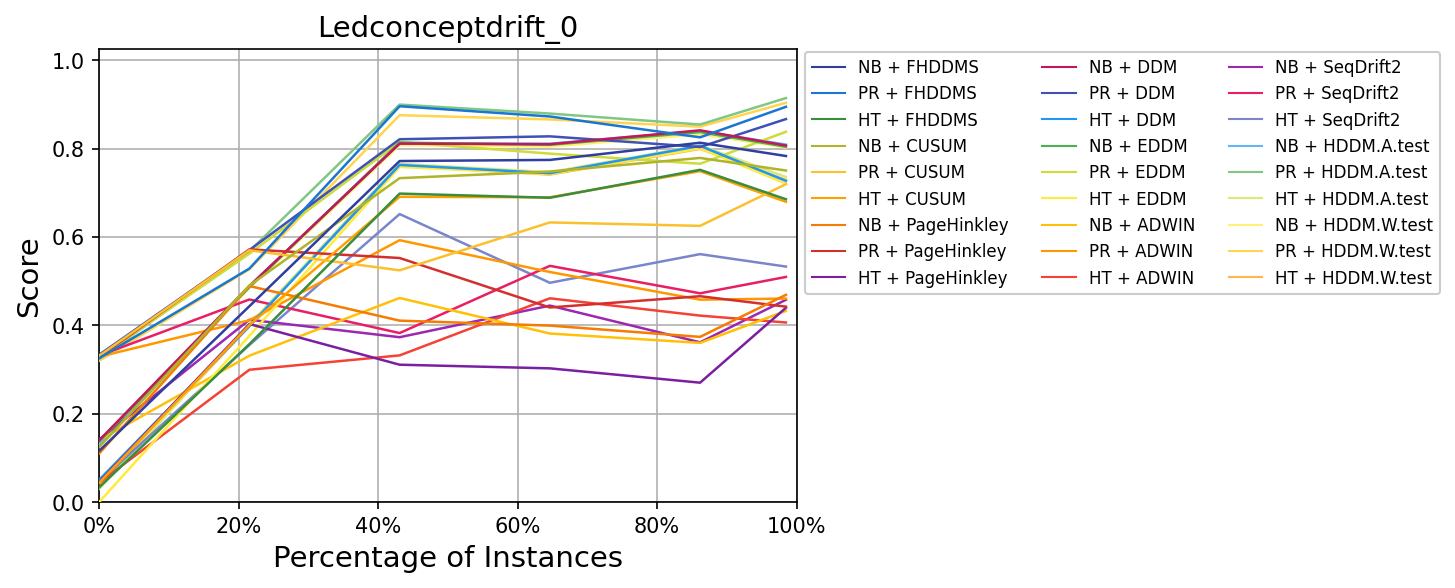 Ledconceptdrift_0
Score
1.0
0.8
0.6
0.4
0.2
0.0
0%
20%
40%
60%
80%
100%
Percentage of Instances
NB + FHDDMS
PR + FHDDMS
HT + FHDDMS
NB + CUSUM
PR + CUSUM
HT + CUSUM
NB + PageHinkley
PR + PageHinkley
HT + PageHinkley
NB + DDM
PR + DDM
HT + DDM
NB + EDDM
PR + EDDM
HT + EDDM
NB + ADWIN
PR + ADWIN
HT + ADWIN
NB + SeqDrift2
PR + SeqDrift2
HT + SeqDrift2
NB + HDDM.A.test
PR + HDDM.A.test
HT + HDDM.A.test
NB + HDDM.W.test
PR + HDDM.W.test
HT + HDDM.W.test